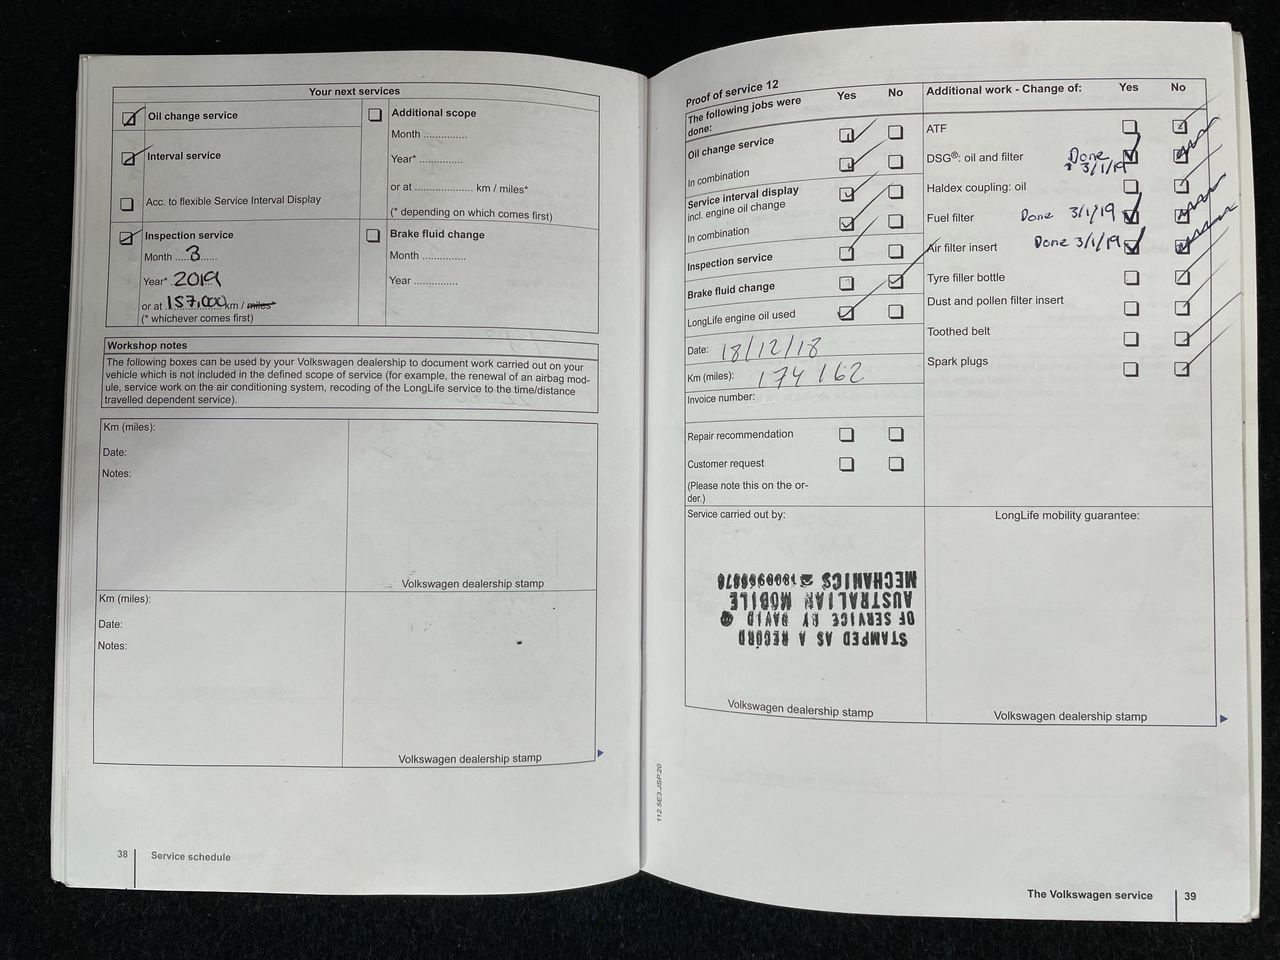 Your next services
Oil change service
Interval service
Acc. to flexible Service Interval Display
Inspection service
Month ..... 3 .....
Year* 2019
or at 157,000 km / miles*
(* whichever comes first)
Additional scope
Month ...............
Year* ...............
or at .................... km / miles*
(* depending on which comes first)
Brake fluid change
Month ...............
Year ...............
Workshop notes
The following boxes can be used by your Volkswagen dealership to document work carried out on your
vehicle which is not included in the defined scope of service (for example, the renewal of an airbag mod-
ule, service work on the air conditioning system, recoding of the LongLife service to the time/distance
travelled dependent service).
Km (miles):
Date:
Notes:
Volkswagen dealership stamp
Km (miles):
Date:
Notes:
Volkswagen dealership stamp
38 Service schedule
Proof of service 12
The following jobs were
done:
Yes No
Oil change service
In combination
Service interval display
incl. engine oil change
In combination
Inspection service
Brake fluid change
LongLife engine oil used
Date: 18/12/18
Km (miles): 174 162
Invoice number:
Repair recommendation
Customer request
(Please note this on the or-
der.)
Additional work - Change of: Yes No
ATF
DSG®: oil and filter Done
3/1/19
Haldex coupling: oil
Fuel filter Done 3/1/19
Air filter insert Done 3/1/19
Tyre filler bottle
Dust and pollen filter insert
Toothed belt
Spark plugs
Service carried out by:
STAMPED AS A RECORD
OF SERVICE BY DAVID @
AUSTRALIAN MOBILE
MECHANICS ☎
Volkswagen dealership stamp
LongLife mobility guarantee:
Volkswagen dealership stamp
112.5E3.JSP.20
The Volkswagen service 39